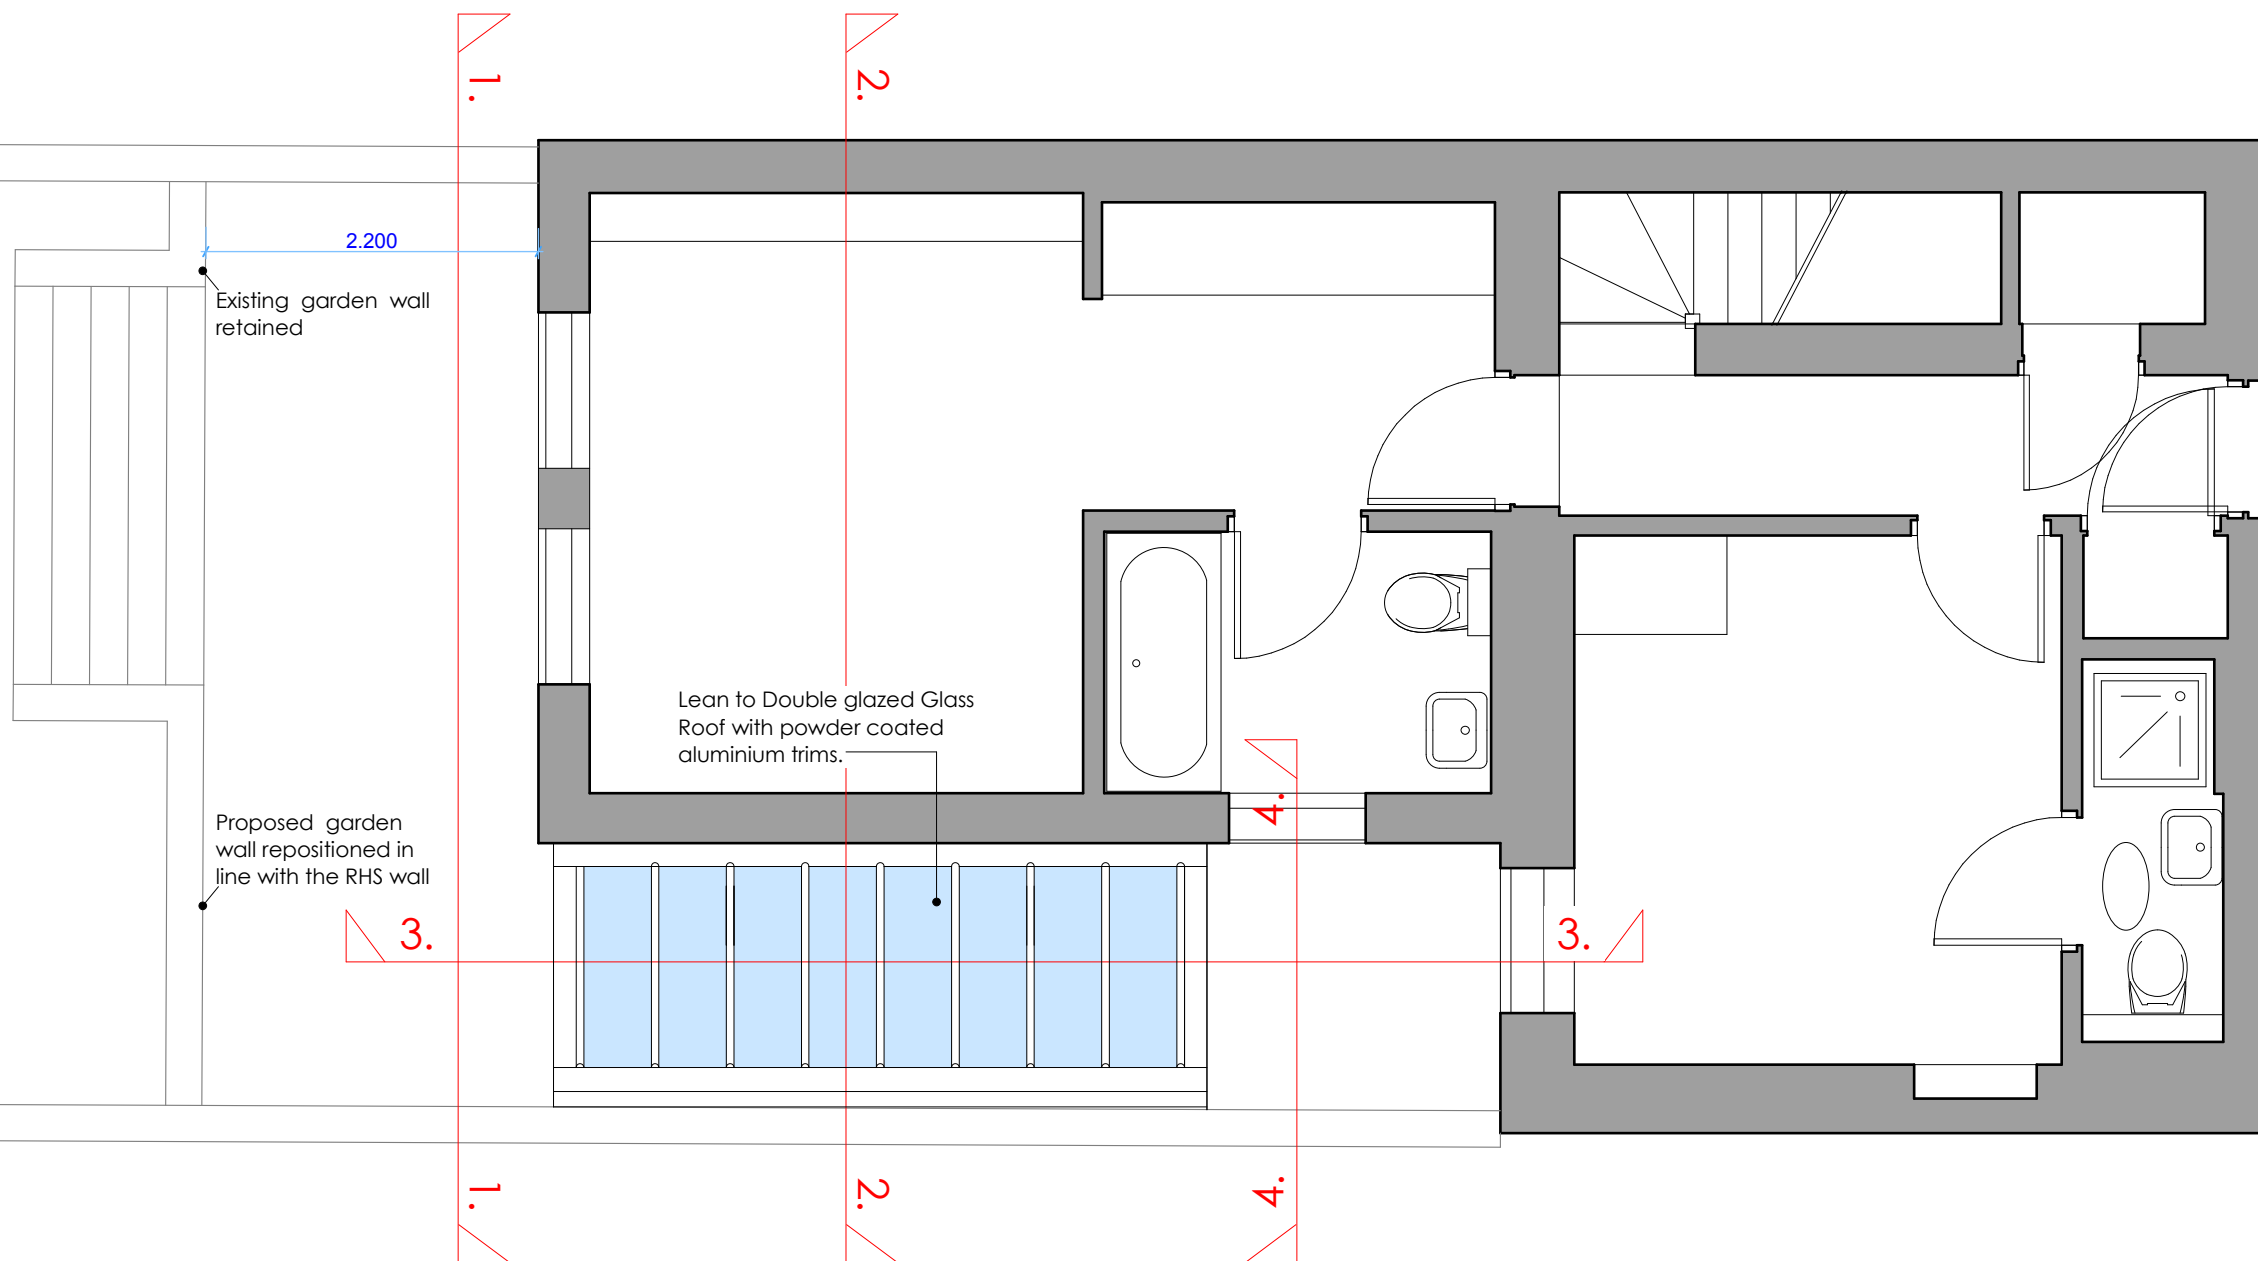 1.
2.
2.200
Existing garden wall
retained
Lean to Double glazed Glass
Roof with powder coated
aluminium trims.
4.
Proposed garden
wall repositioned in
line with the RHS wall
3.
3.
1.
2.
4.